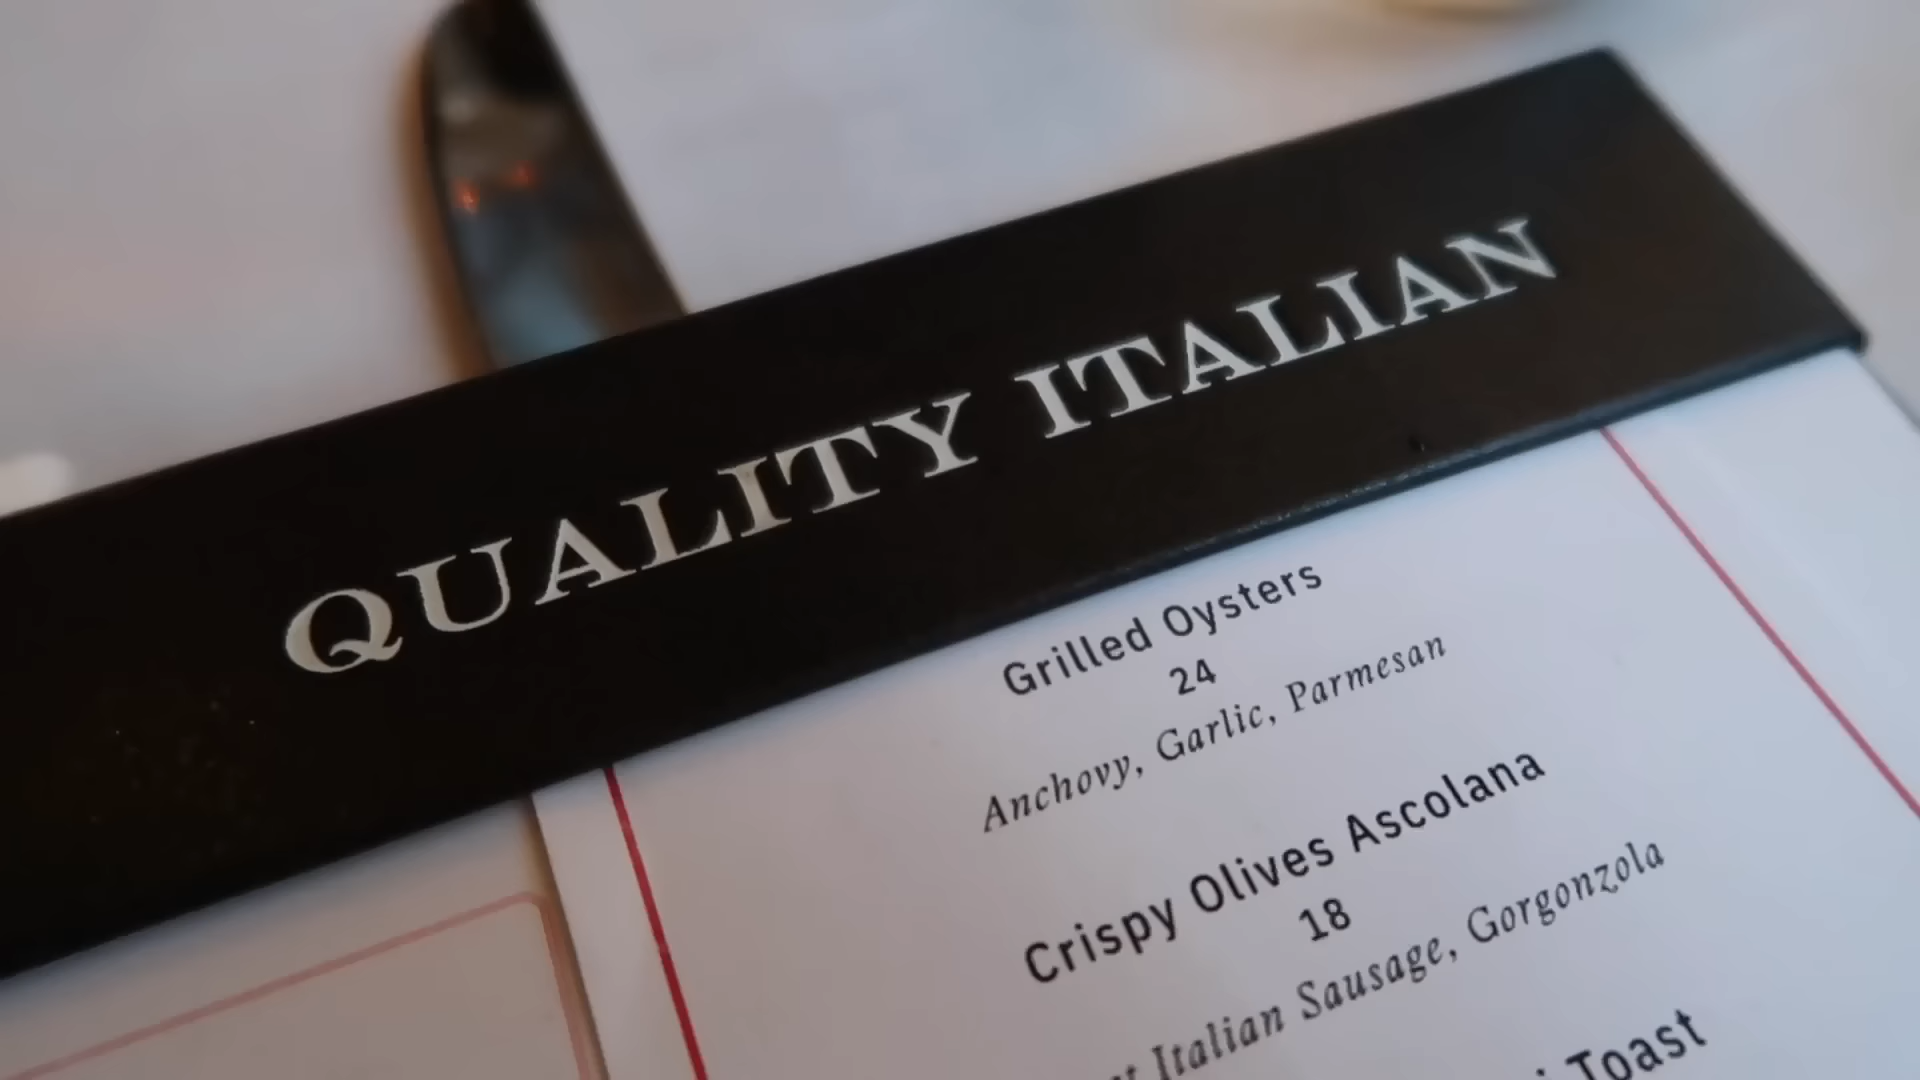 QUALITY ITALIAN
Grilled Oysters
24
Anchovy, Garlic, Parmesan
Crispy Olives Ascolana
18
Italian Sausage, Gorgonzola
Toast